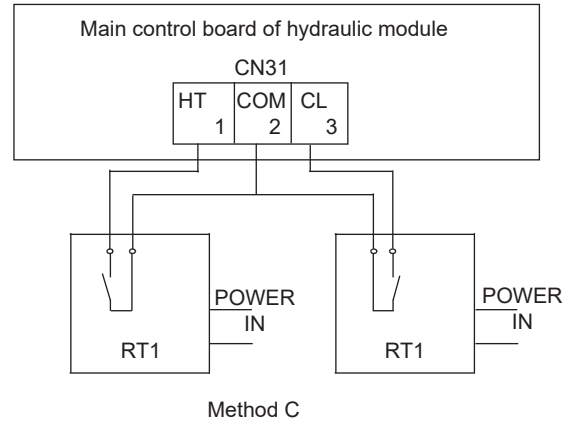 Main control board of hydraulic module
CN31
HT COM CL
1 2 3
POWER
IN
RT1
POWER
IN
RT1
Method C